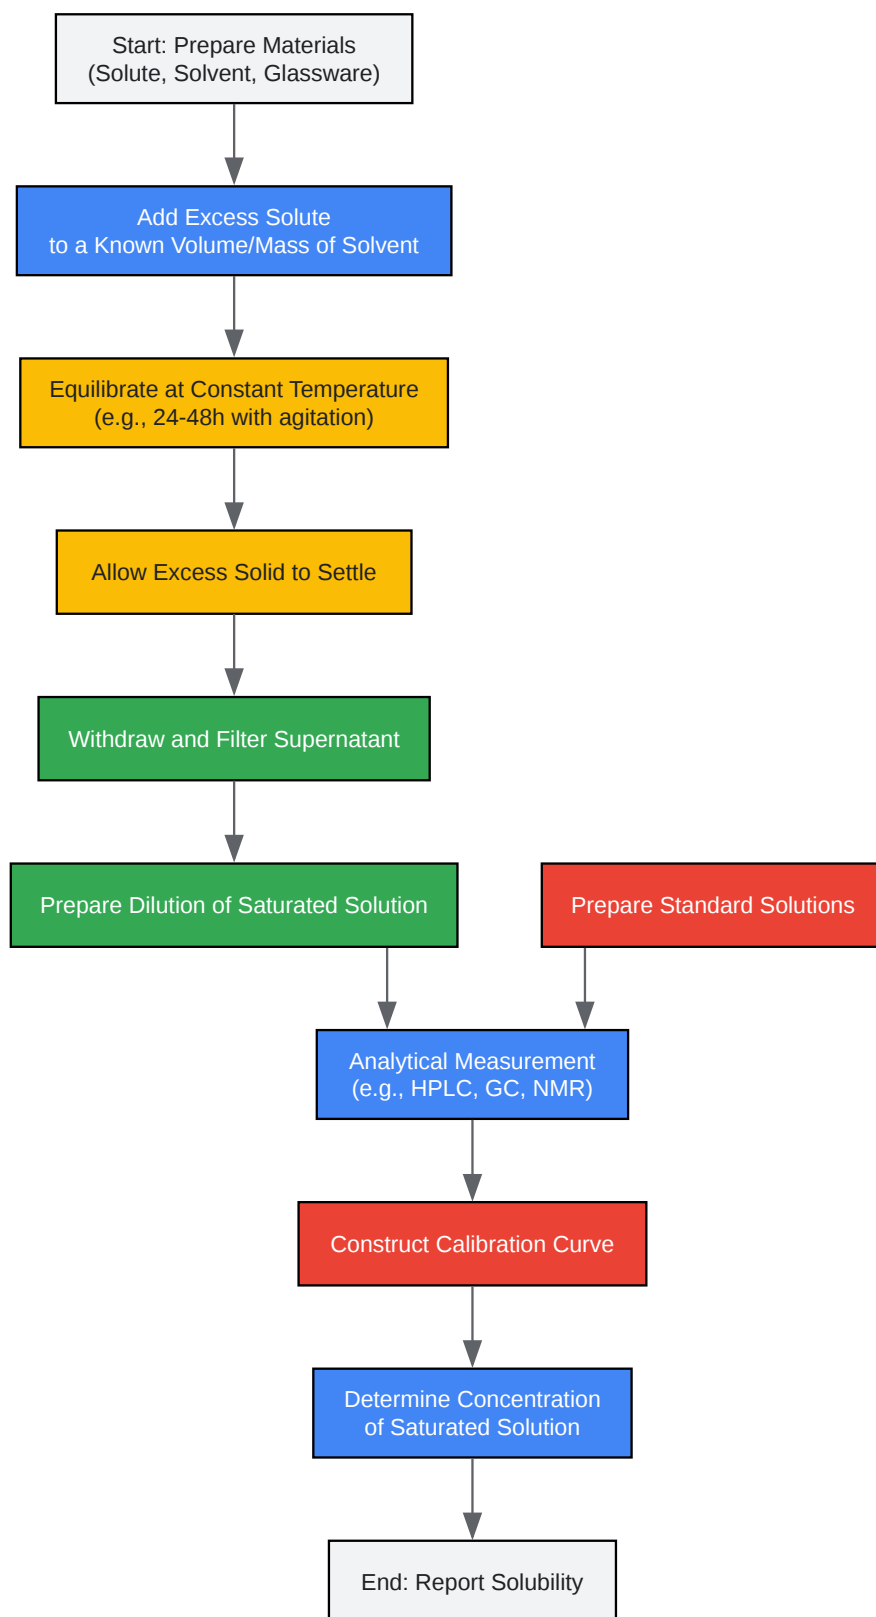 Start: Prepare Materials
(Solute, Solvent, Glassware)
Add Excess Solute
to a Known Volume/Mass of Solvent
Equilibrate at Constant Temperature
(e.g., 24-48h with agitation)
Allow Excess Solid to Settle
Withdraw and Filter Supernatant
Prepare Dilution of Saturated Solution
Prepare Standard Solutions
Analytical Measurement
(e.g., HPLC, GC, NMR)
Construct Calibration Curve
Determine Concentration
of Saturated Solution
End: Report Solubility